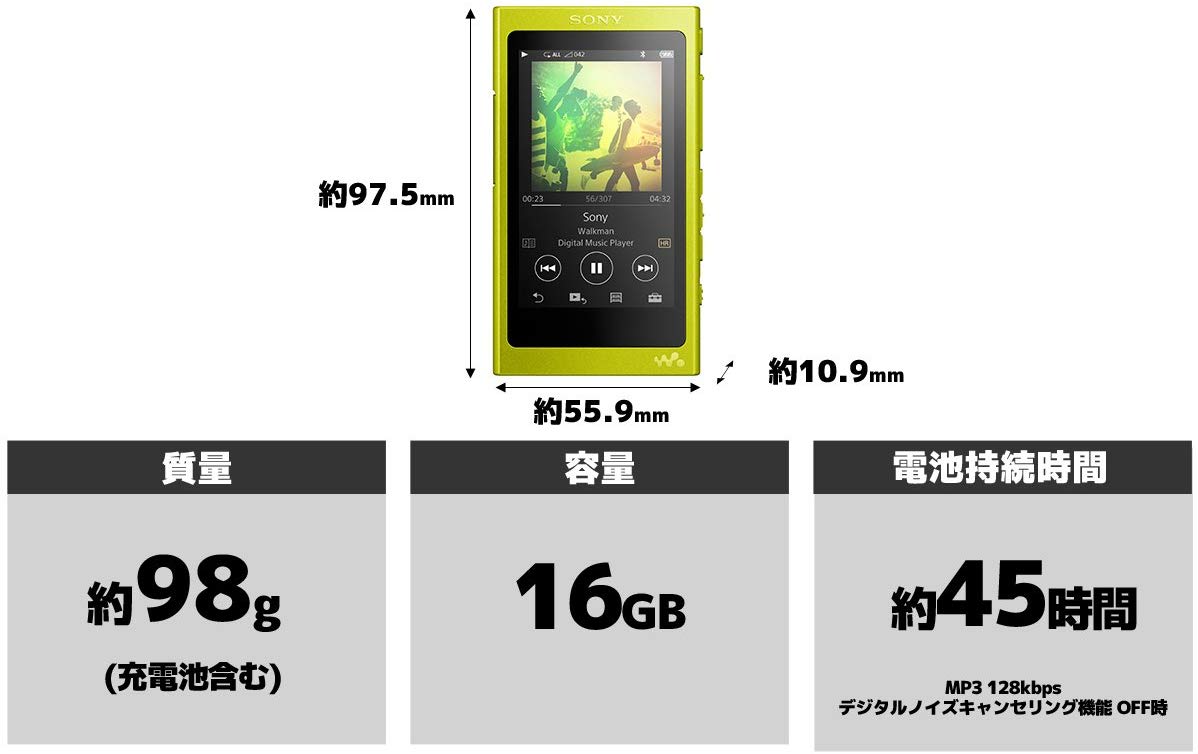 SONY
ALL 042
約97.5mm
00:23 56/307 04:32
Sony
Walkman
Digital Music Player
HR
約10.9mm
約55.9mm
質量
約98g
(充電池含む)
容量
16GB
電池持続時間
約45時間
MP3 128kbps
デジタルノイズキャンセリング機能 OFF時